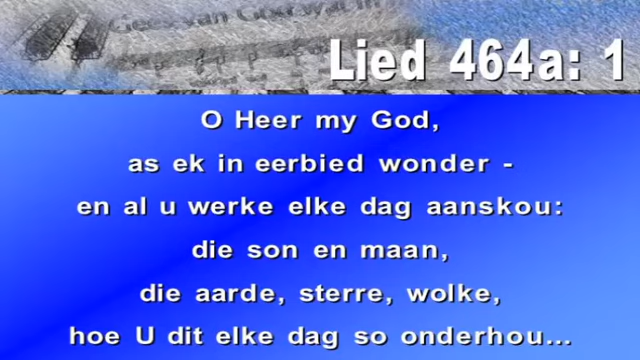 Lied 464a: 1
O Heer my God,
as ek in eerbied wonder -
en al u werke elke dag aanskou:
die son en maan,
die aarde, sterre, wolke,
hoe U dit elke dag so onderhou...